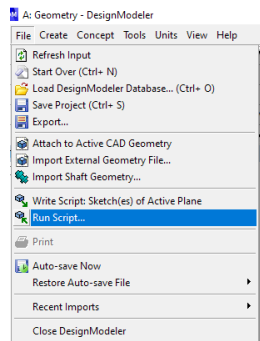 A: Geometry - DesignModeler
File Create Concept Tools Units View Help
Refresh Input
Start Over (Ctrl+ N)
Load DesignModeler Database... (Ctrl+ O)
Save Project (Ctrl+ S)
Export...
Attach to Active CAD Geometry
Import External Geometry File...
Import Shaft Geometry...
Write Script: Sketch(es) of Active Plane
Run Script...
Print
Auto-save Now
Restore Auto-save File
Recent Imports
Close DesignModeler